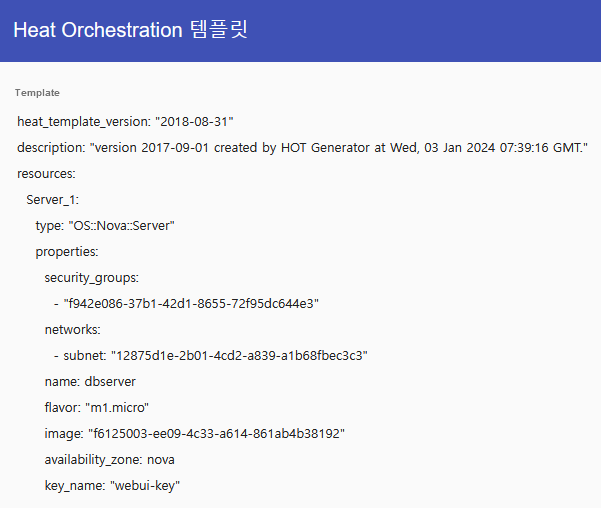 Heat Orchestration 템플릿
Template
heat_template_version: "2018-08-31"
description: "version 2017-09-01 created by HOT Generator at Wed, 03 Jan 2024 07:39:16 GMT."
resources:
Server_1:
type: "OS::Nova::Server"
properties:
security_groups:
- "f942e086-37b1-42d1-8655-72f95dc644e3"
networks:
- subnet: "12875d1e-2b01-4cd2-a839-a1b68fbec3c3"
name: dbserver
flavor: "m1.micro"
image: "f6125003-ee09-4c33-a614-861ab4b38192"
availability_zone: nova
key_name: "webui-key"